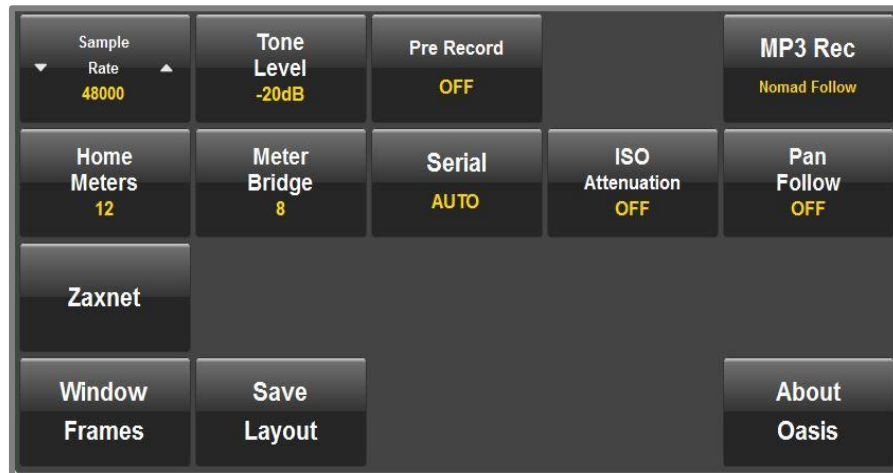 Sample
Rate
48000
Tone
Level
-20dB
Pre Record
OFF
MP3 Rec
Nomad Follow
Home
Meters
12
Meter
Bridge
8
Serial
AUTO
ISO
Attenuation
OFF
Pan
Follow
OFF
Zaxnet
Window
Frames
Save
Layout
About
Oasis